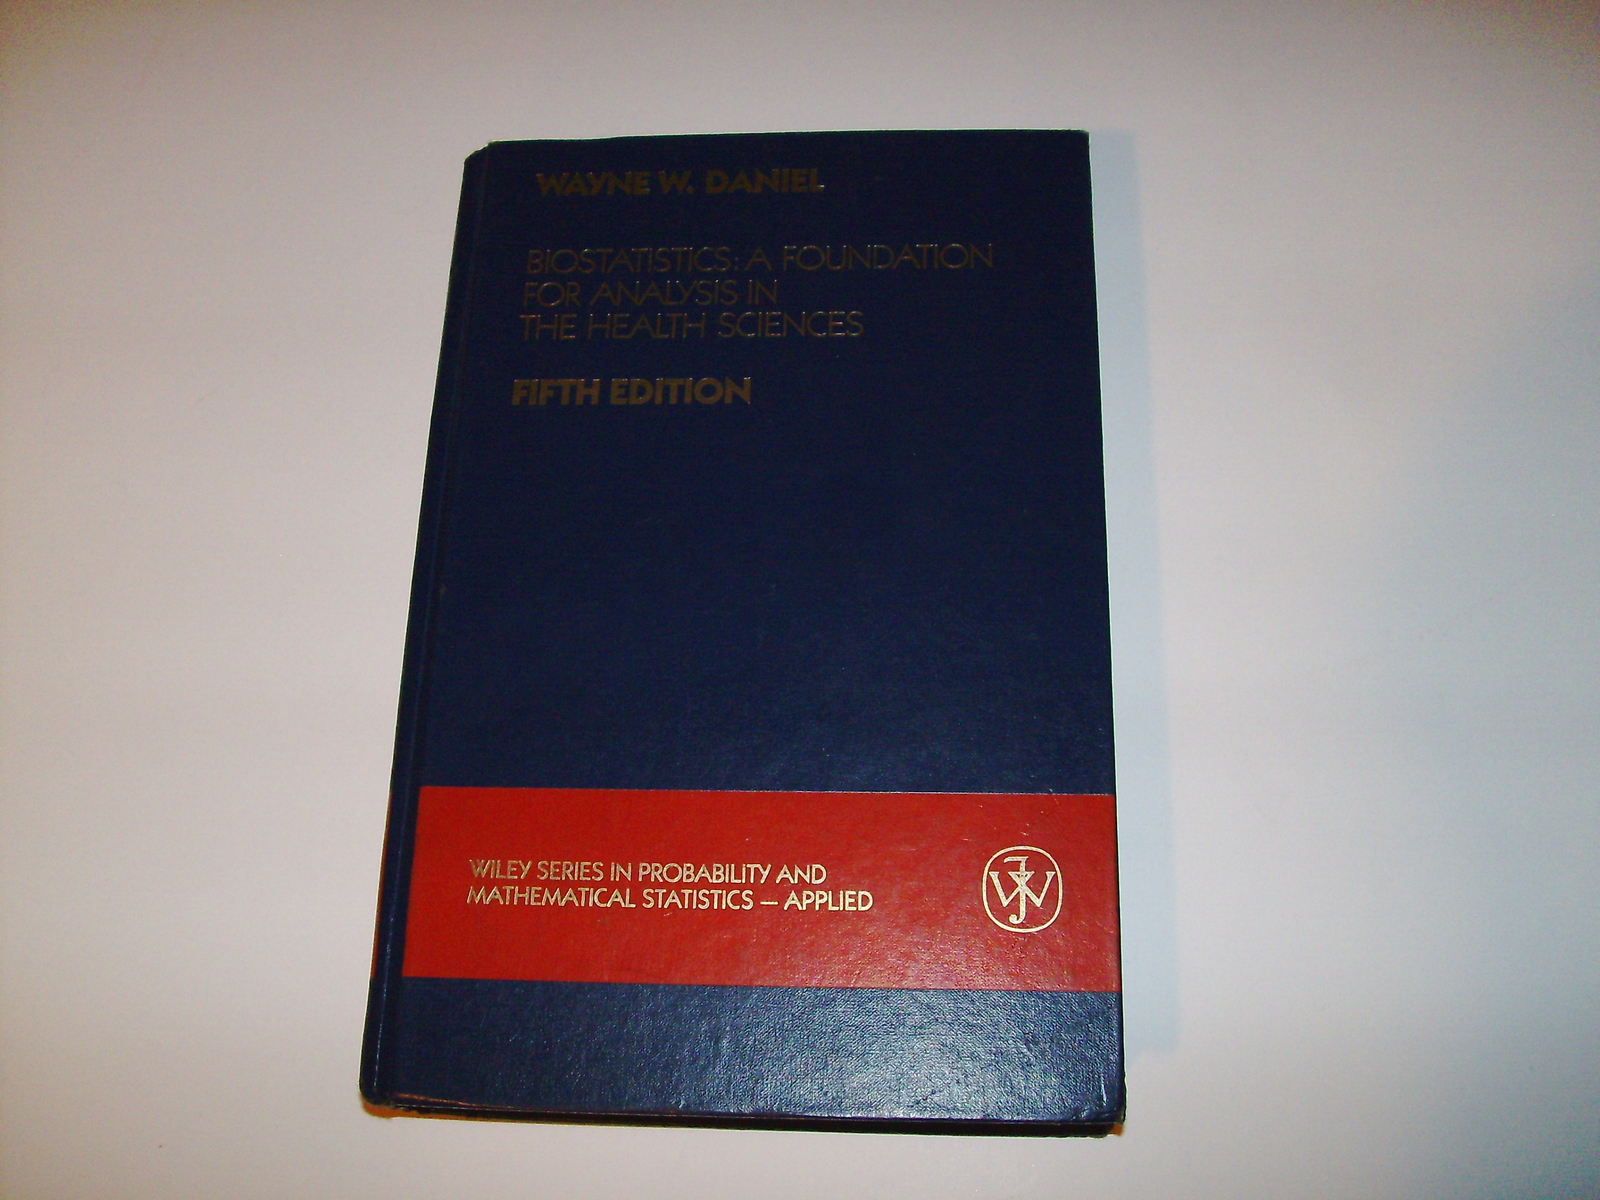 WAYNE W. DANIEL
BIOSTATISTICS: A FOUNDATION
FOR ANALYSIS IN
THE HEALTH SCIENCES
FIFTH EDITION
WILEY SERIES IN PROBABILITY AND
MATHEMATICAL STATISTICS – APPLIED
JW